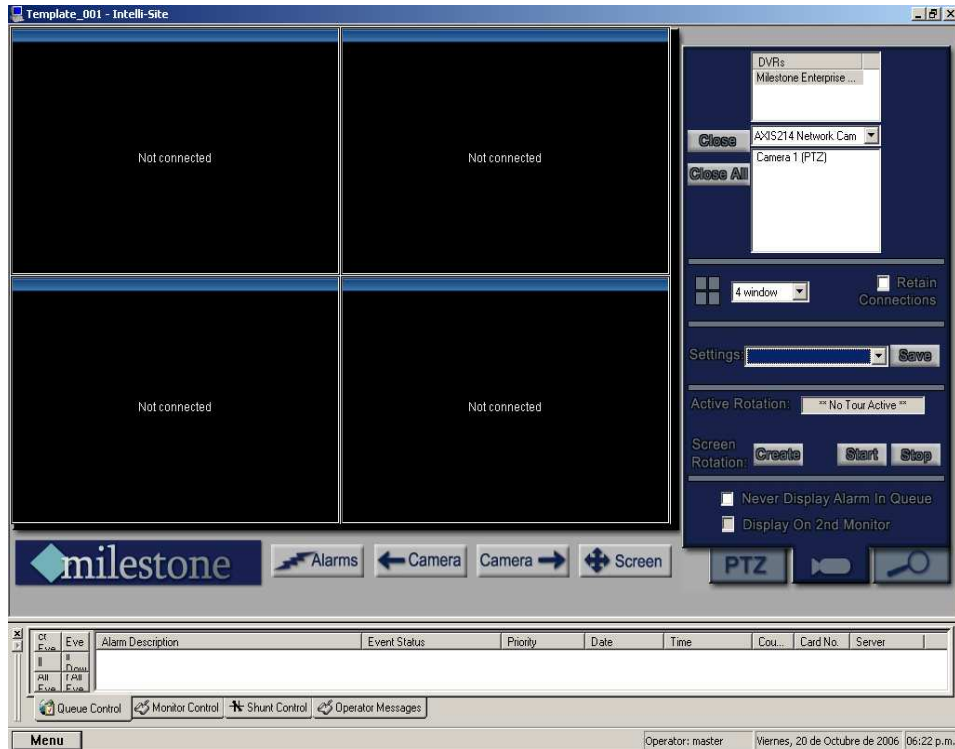 Template_001 - Intelli-Site
Not connected
Not connected
Not connected
Not connected
DVRs
Milestone Enterprise ...
Close
AXIS214 Network Cam
Close All
Camera 1 (PTZ)
4 window
Retain Connections
Settings:
Save
Active Rotation:
** No Tour Active **
Screen Rotation:
Create
Start
Stop
Never Display Alarm In Queue
Display On 2nd Monitor
milestone
Alarms
Camera
Camera
Screen
PTZ
Eve
Alarm Description
Event Status
Priority
Date
Time
Cou...
Card No.
Server
All
Queue Control
Monitor Control
Shunt Control
Operator Messages
Menu
Operator: master
Viernes, 20 de Octubre de 2006
06:22 p.m.